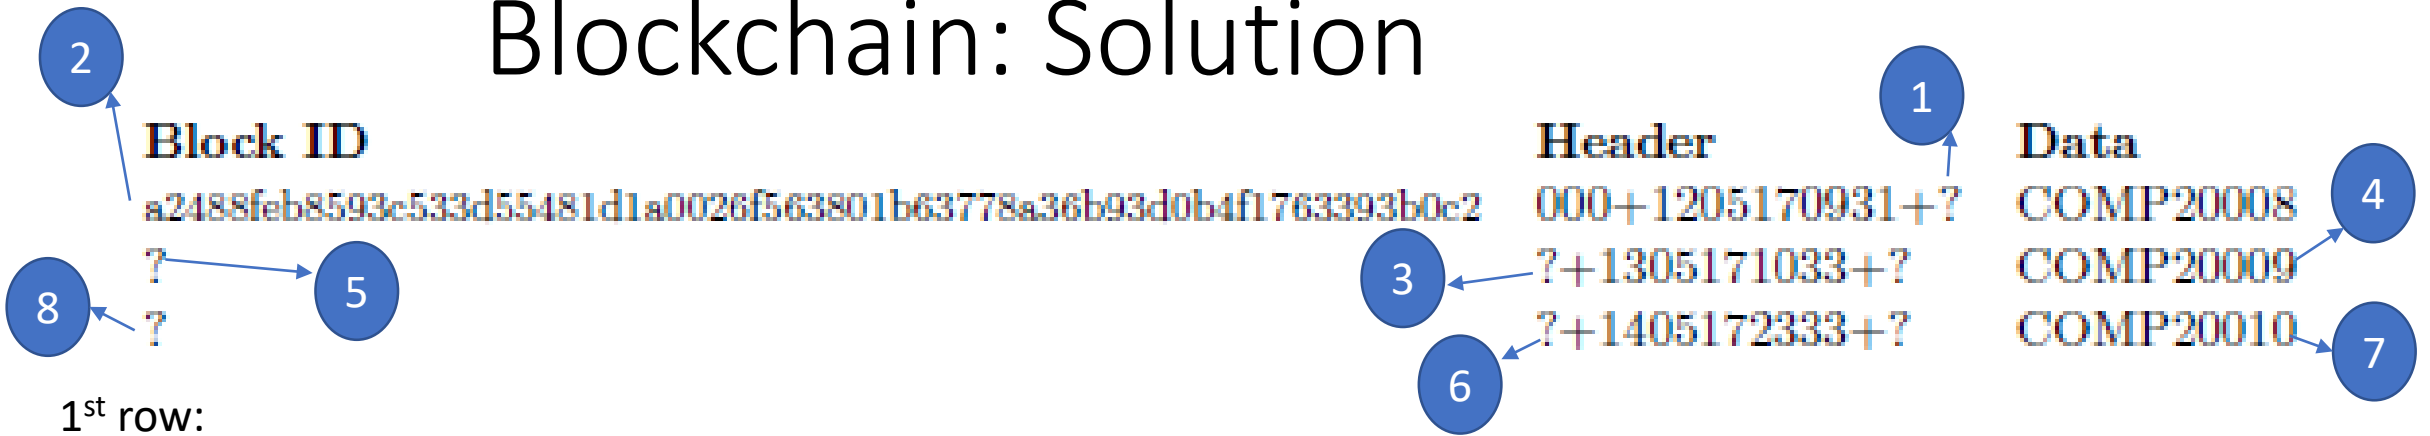 Blockchain: Solution
2
1
Block ID Header Data
a2488feb8593c533d55481d1a0026f563801b63778a36b93d0b4f1763393b0c2 000+1205170931+? COMP20008
4
? 5 3 ?+1305171033+? COMP20009
8 ? ?+1405172333+? COMP20010
6 7
1st row: